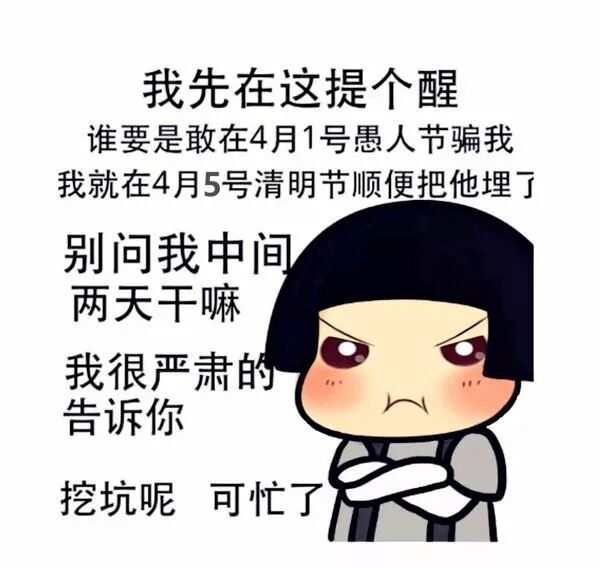 我先在这提个醒
谁要是敢在4月1号愚人节骗我
我就在4月5号清明节顺便把他埋了
别问我中间
两天干嘛
我很严肃的
告诉你
挖坑呢 可忙了